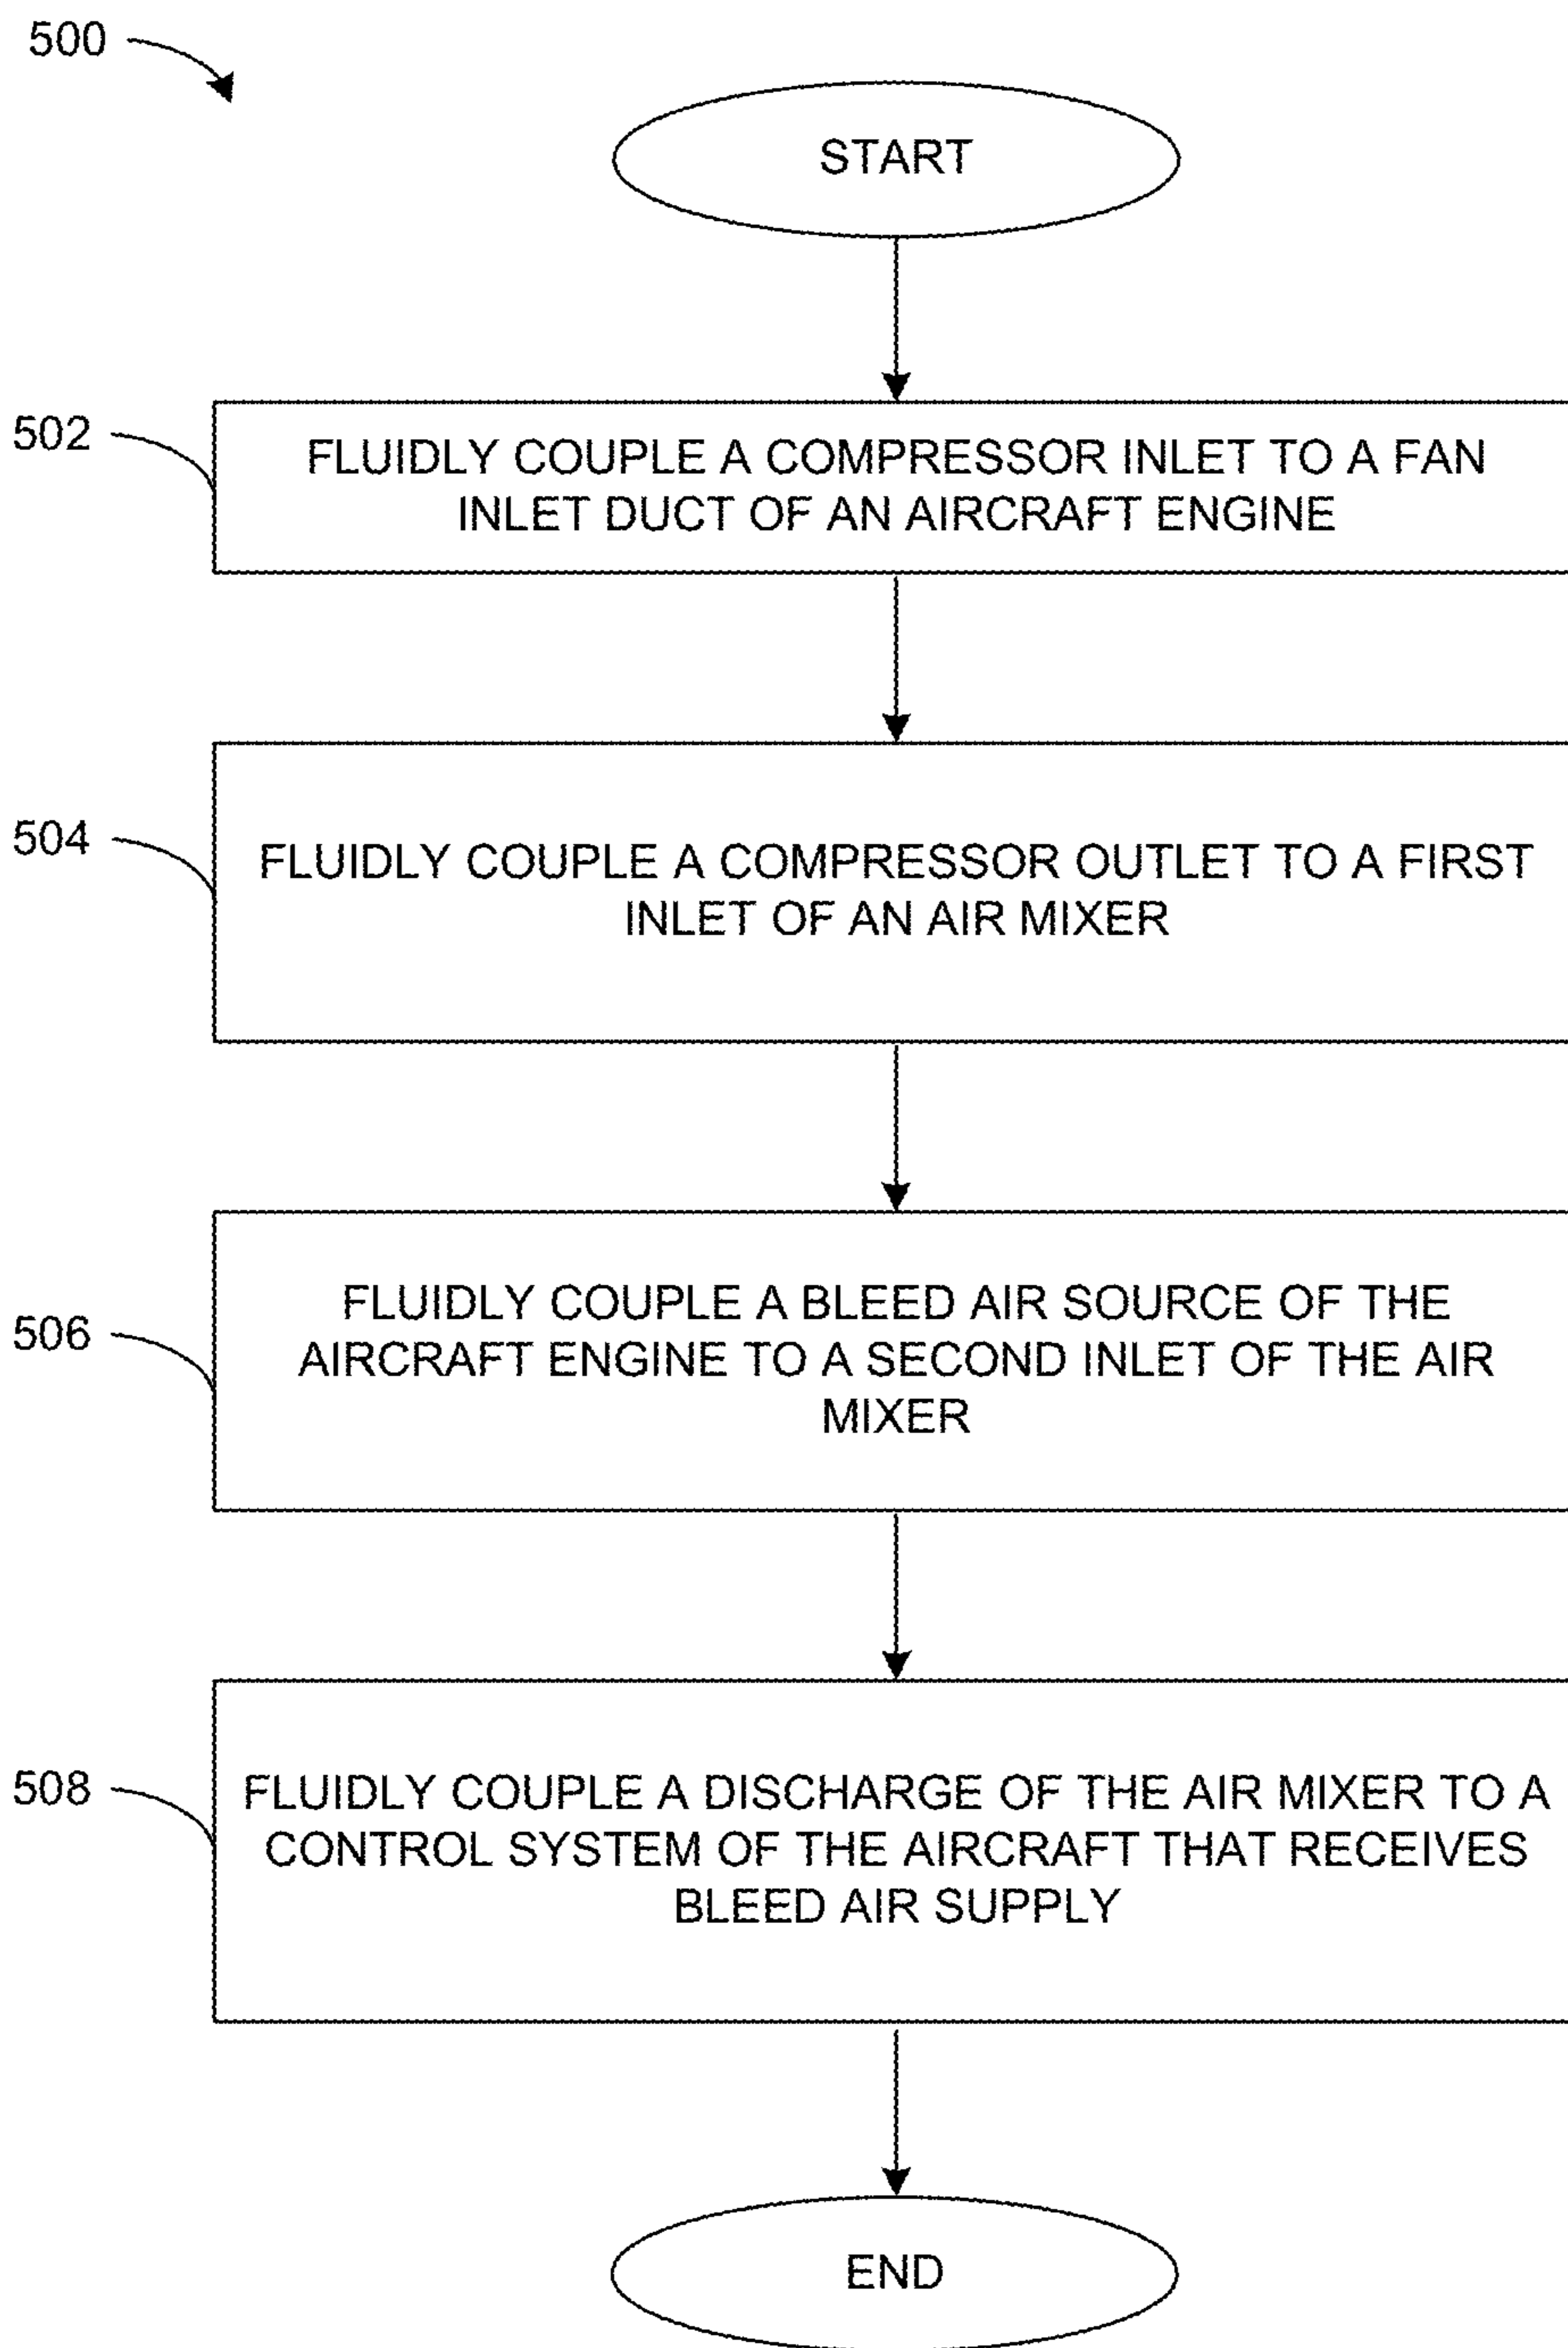 500
START
502
FLUIDLY COUPLE A COMPRESSOR INLET TO A FAN
INLET DUCT OF AN AIRCRAFT ENGINE
504
FLUIDLY COUPLE A COMPRESSOR OUTLET TO A FIRST
INLET OF AN AIR MIXER
506
FLUIDLY COUPLE A BLEED AIR SOURCE OF THE
AIRCRAFT ENGINE TO A SECOND INLET OF THE AIR
MIXER
508
FLUIDLY COUPLE A DISCHARGE OF THE AIR MIXER TO A
CONTROL SYSTEM OF THE AIRCRAFT THAT RECEIVES
BLEED AIR SUPPLY
END